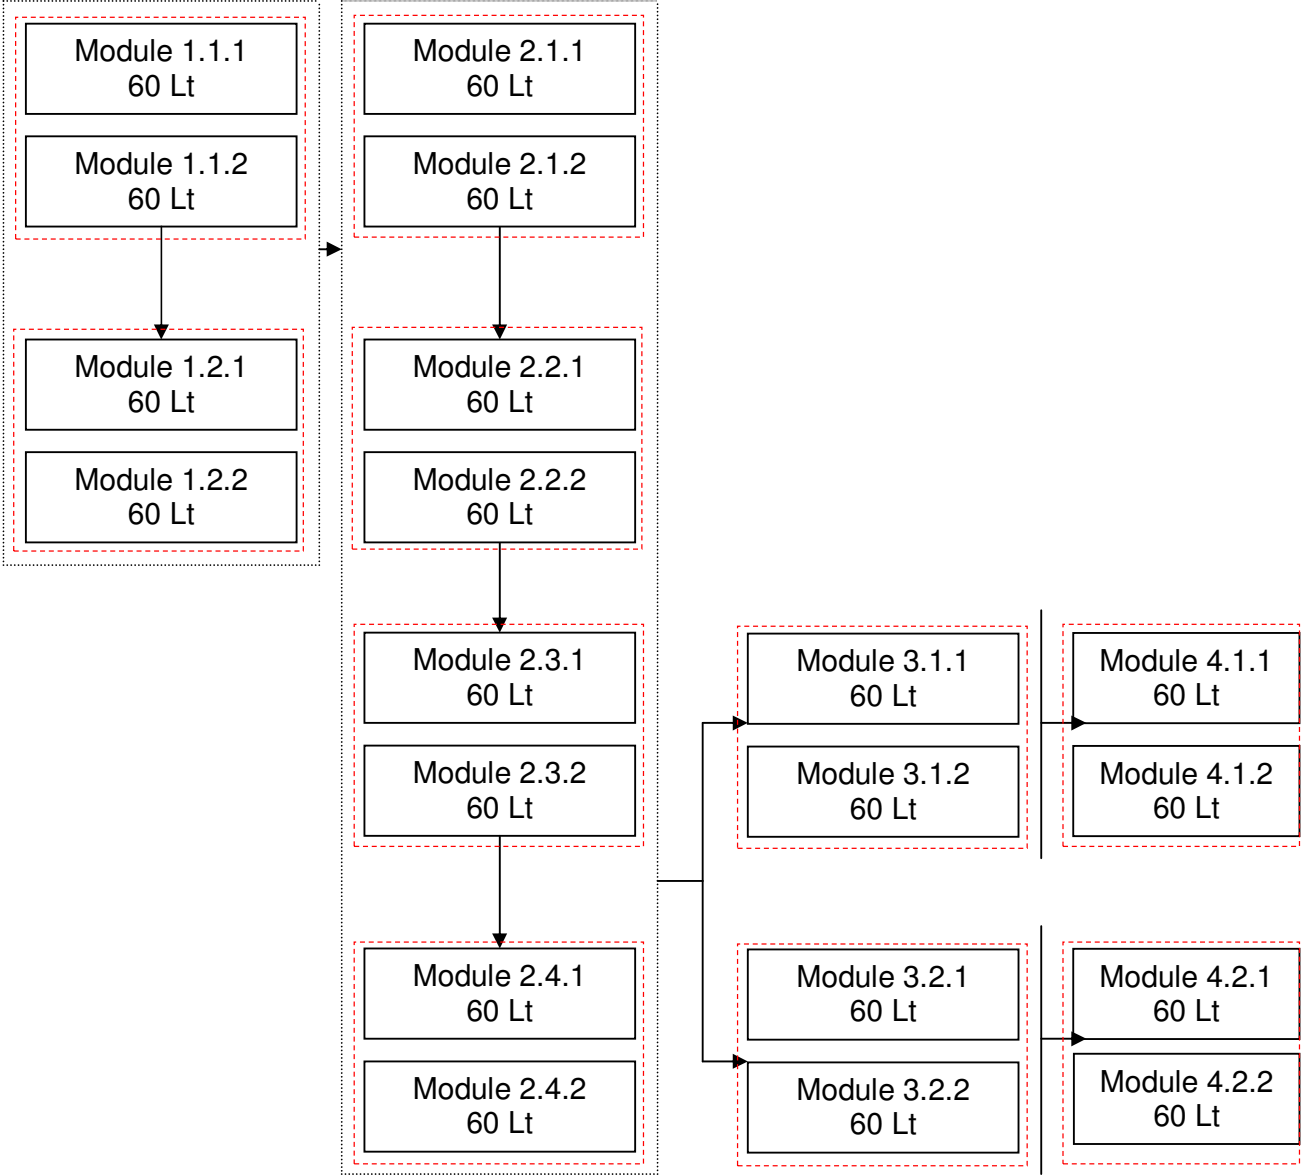 Module 1.1.1
60 Lt
Module 1.1.2
60 Lt
Module 1.2.1
60 Lt
Module 1.2.2
60 Lt
Module 2.1.1
60 Lt
Module 2.1.2
60 Lt
Module 2.2.1
60 Lt
Module 2.2.2
60 Lt
Module 2.3.1
60 Lt
Module 2.3.2
60 Lt
Module 2.4.1
60 Lt
Module 2.4.2
60 Lt
Module 3.1.1
60 Lt
Module 3.1.2
60 Lt
Module 3.2.1
60 Lt
Module 3.2.2
60 Lt
Module 4.1.1
60 Lt
Module 4.1.2
60 Lt
Module 4.2.1
60 Lt
Module 4.2.2
60 Lt